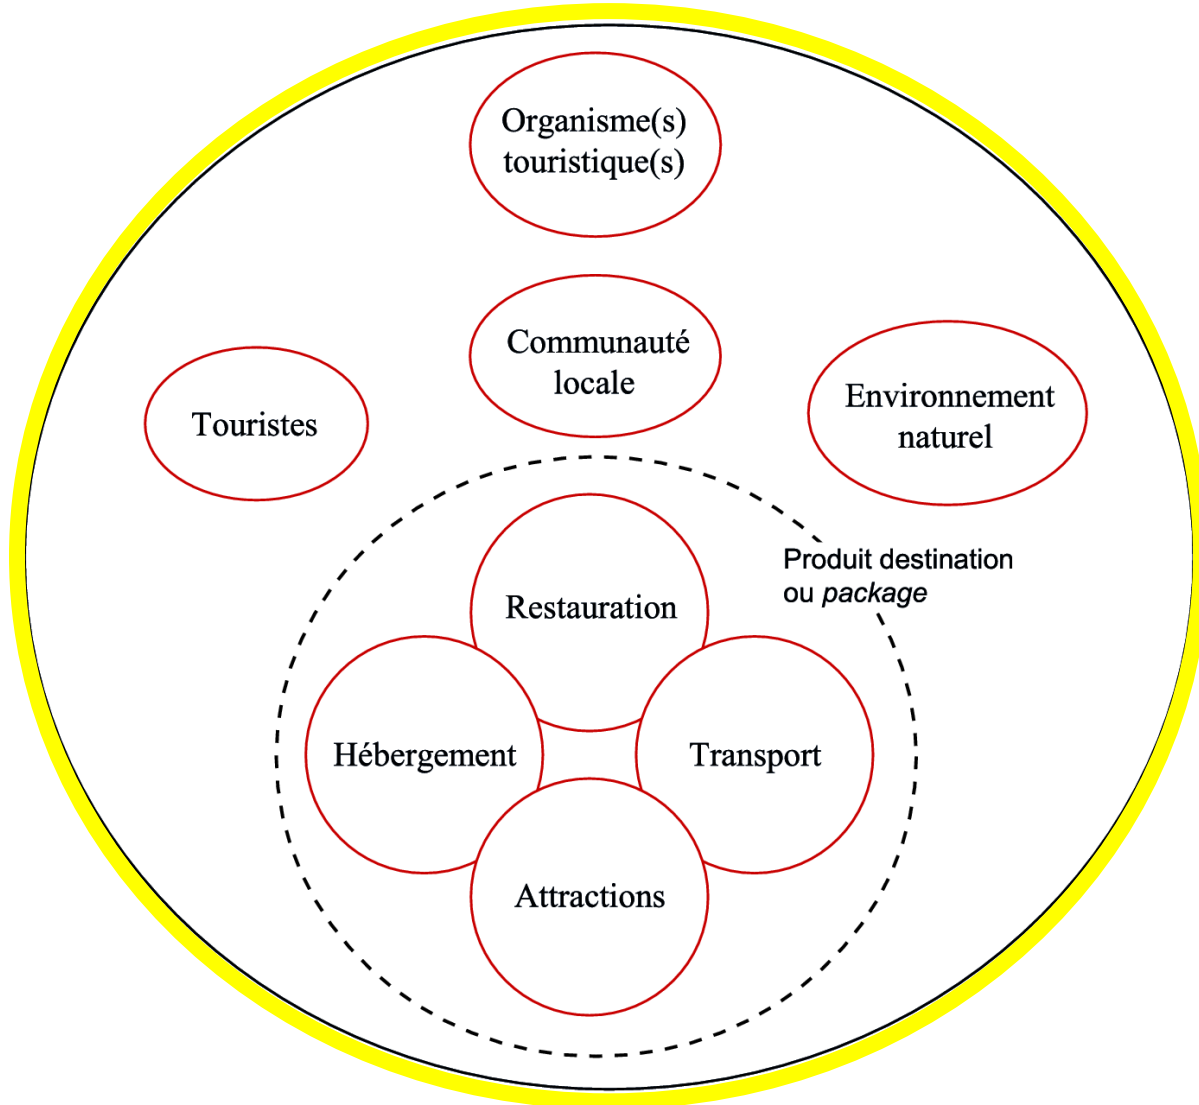 Organisme(s)
touristique(s)
Communauté
locale
Touristes
Environnement
naturel
Produit destination
ou package
Restauration
Hébergement
Transport
Attractions